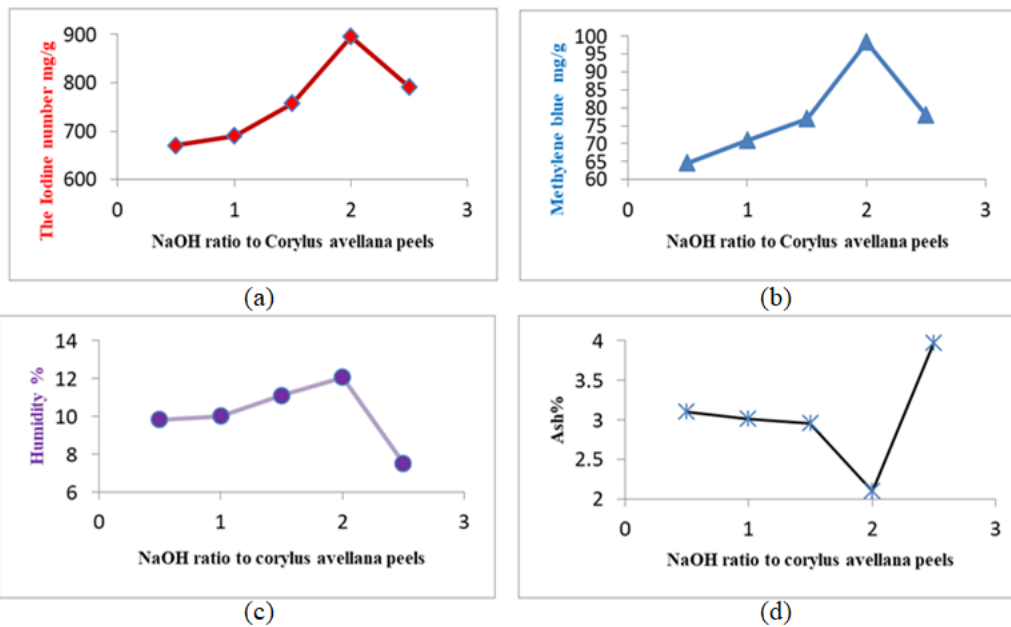 The Iodine number mg/g
900
800
700
600
0 1 2 3
NaOH ratio to Corylus avellana peels
(a)
Methylene blue mg/g
100
95
90
85
80
75
70
65
60
0 1 2 3
NaOH ratio to Corylus avellana peels
(b)
Humidity %
14
12
10
8
6
0 1 2 3
NaOH ratio to corylus avellana peels
(c)
Ash%
4
3.5
3
2.5
2
0 1 2 3
NaOH ratio to corylus avellana peels
(d)